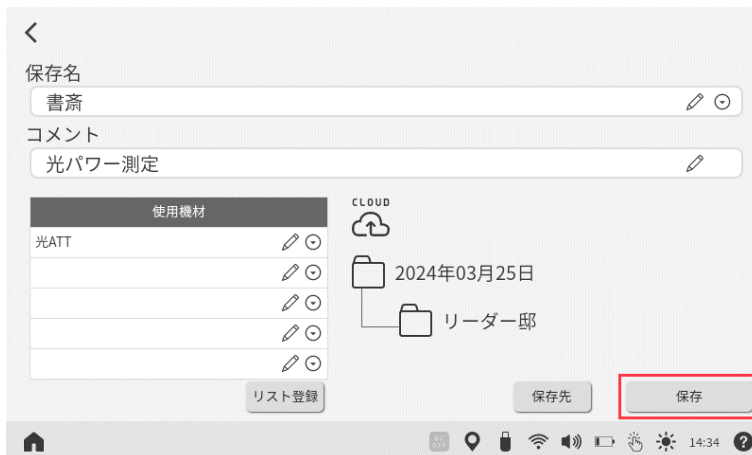 保存名
書斎
コメント
光パワー測定
使用機材
光ATT
CLOUD
2024年03月25日
リーダー邸
リスト登録
保存先
保存
DC
OFF
14:34
?